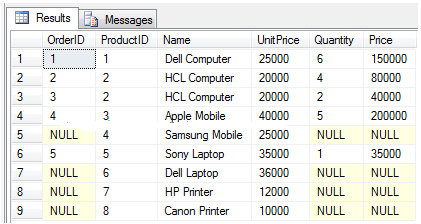 Results Messages
OrderID ProductID Name UnitPrice Quantity Price
1 1 1 Dell Computer 25000 6 150000
2 2 2 HCL Computer 20000 4 80000
3 3 2 HCL Computer 20000 2 40000
4 4 3 Apple Mobile 40000 5 200000
5 NULL 4 Samsung Mobile 25000 NULL NULL
6 5 5 Sony Laptop 35000 1 35000
7 NULL 6 Dell Laptop 36000 NULL NULL
8 NULL 7 HP Printer 12000 NULL NULL
9 NULL 8 Canon Printer 10000 NULL NULL